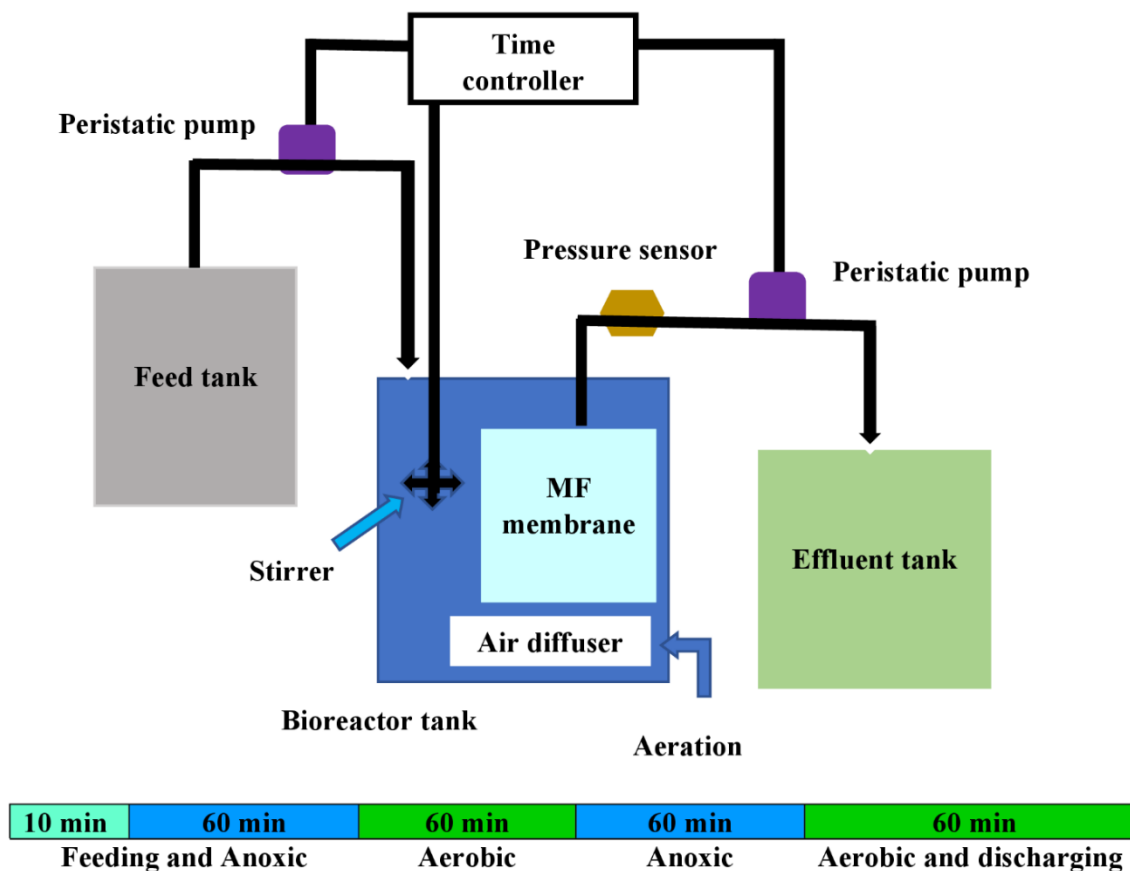 Time
controller
Peristatic pump
Pressure sensor
Peristatic pump
Feed tank
MF
membrane
Effluent tank
Stirrer
Air diffuser
Bioreactor tank
Aeration
10 min 60 min 60 min 60 min 60 min
Feeding and Anoxic Aerobic Anoxic Aerobic and discharging